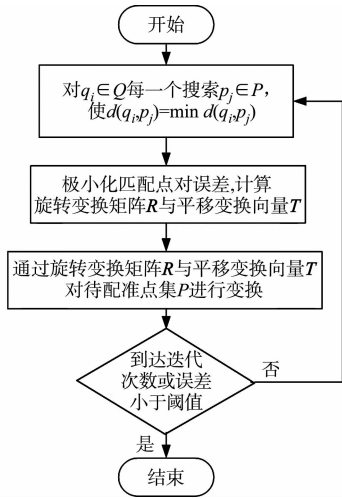 开始
对qᵢ∈Q每一个搜索pⱼ∈P，
使d(qᵢ,pⱼ)=min d(qᵢ,pⱼ)
极小化匹配点对误差,计算
旋转变换矩阵R与平移变换向量T
通过旋转变换矩阵R与平移变换向量T
对待配准点集P进行变换
到达迭代
次数或误差
小于阈值
否
是
结束